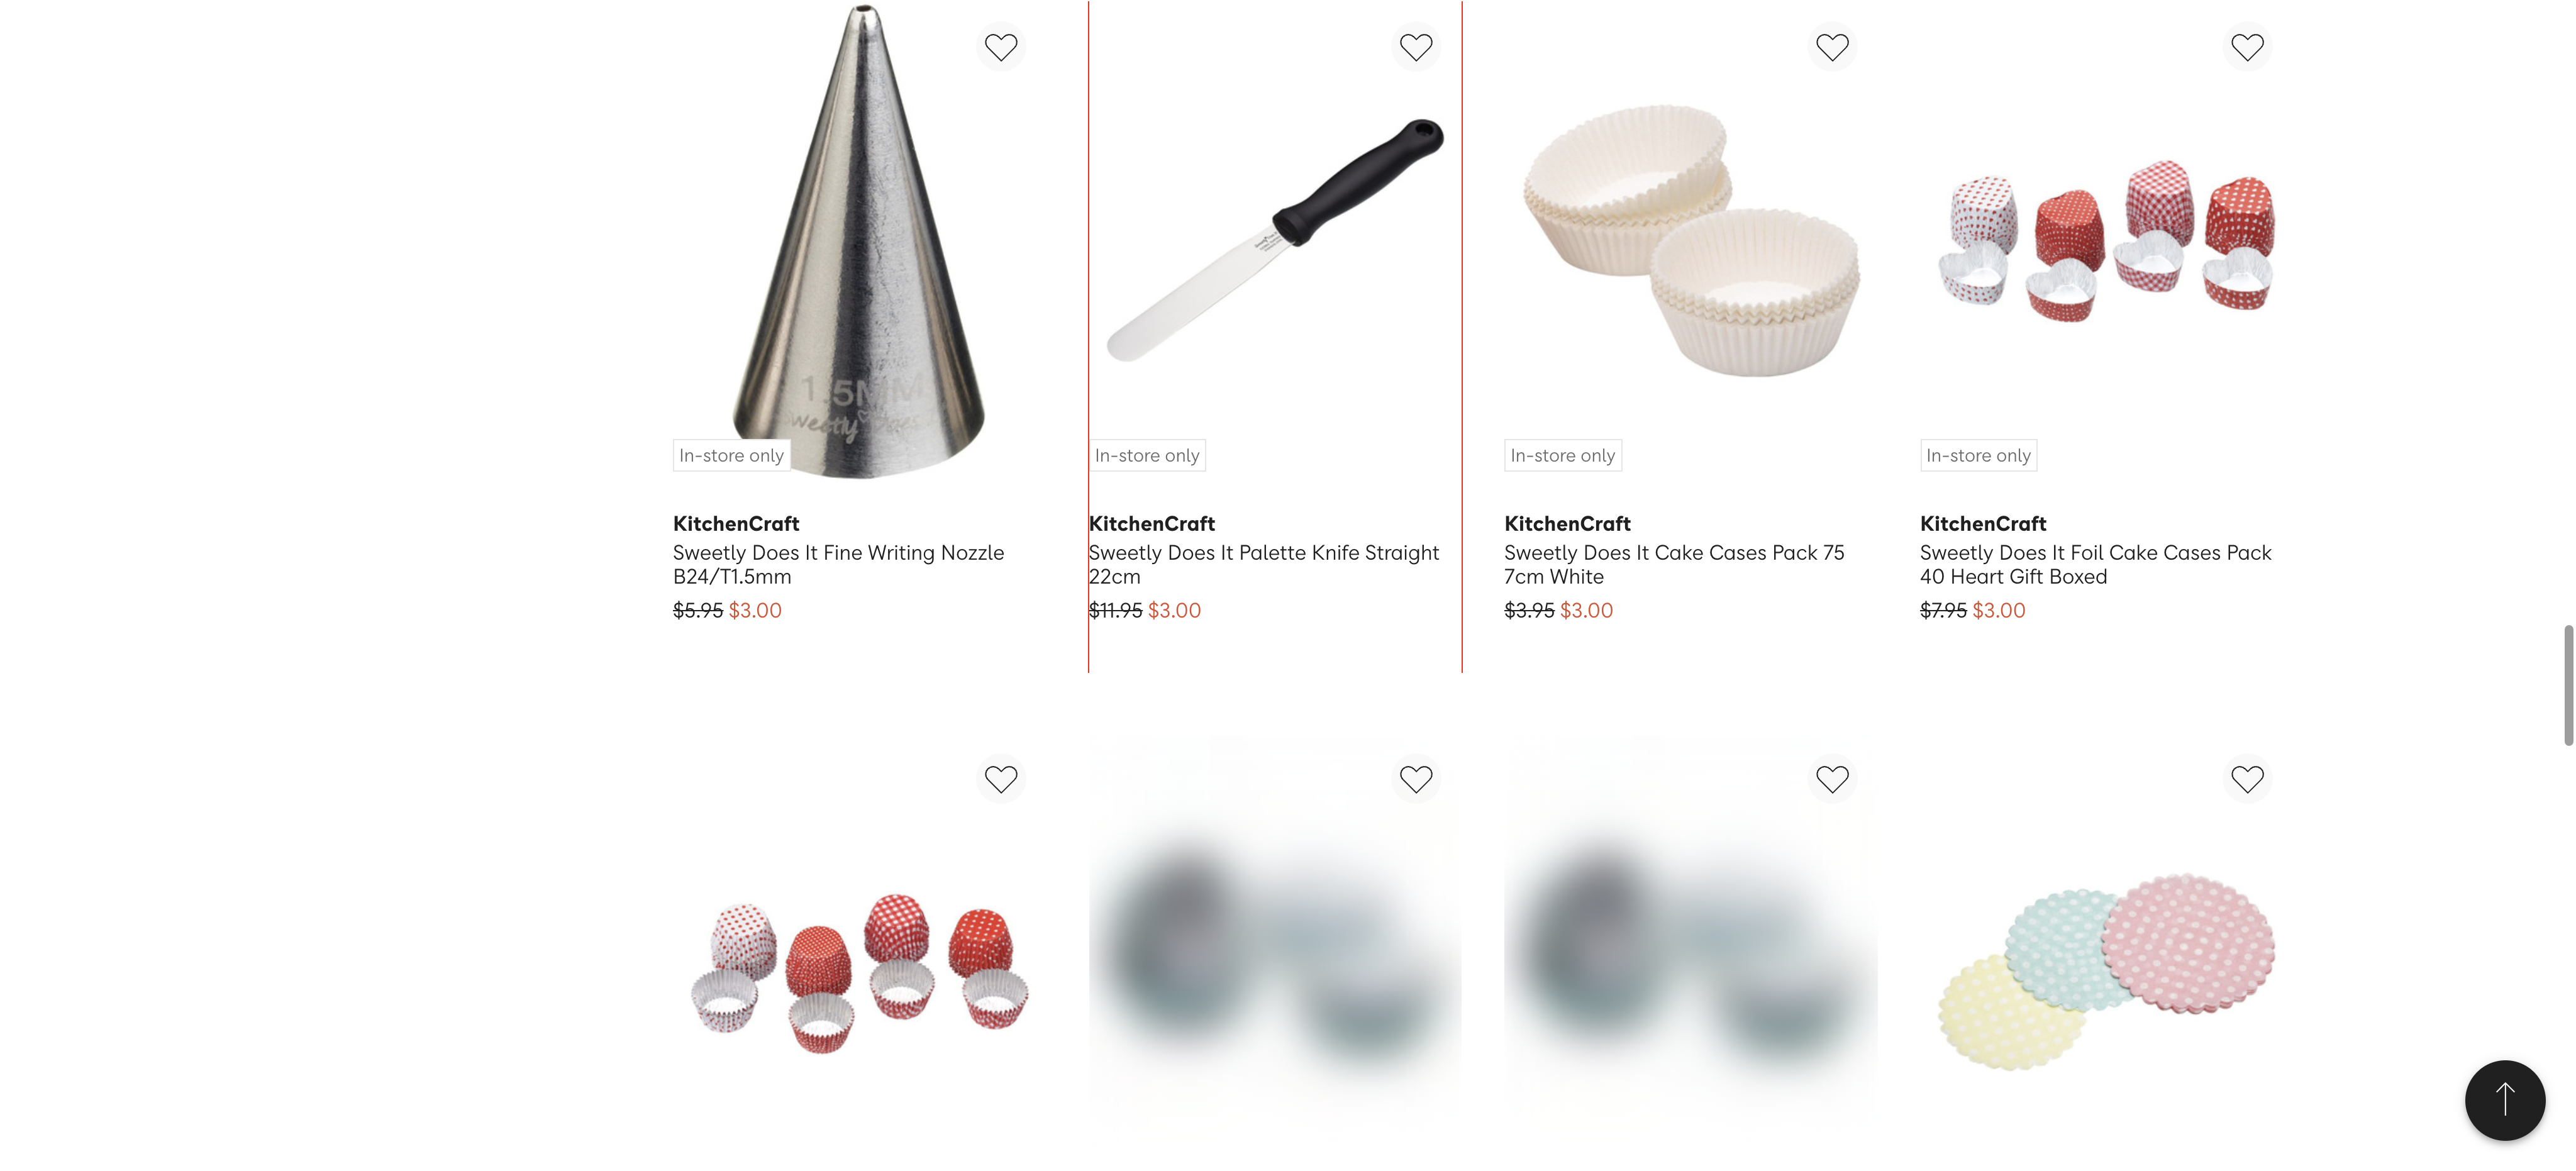 1.5MM
Sweetly Does
In-store only
KitchenCraft
Sweetly Does It Fine Writing Nozzle
B24/T1.5mm
$5.95 $3.00
In-store only
KitchenCraft
Sweetly Does It Palette Knife Straight
22cm
$11.95 $3.00
In-store only
KitchenCraft
Sweetly Does It Cake Cases Pack 75
7cm White
$3.95 $3.00
In-store only
KitchenCraft
Sweetly Does It Foil Cake Cases Pack
40 Heart Gift Boxed
$7.95 $3.00